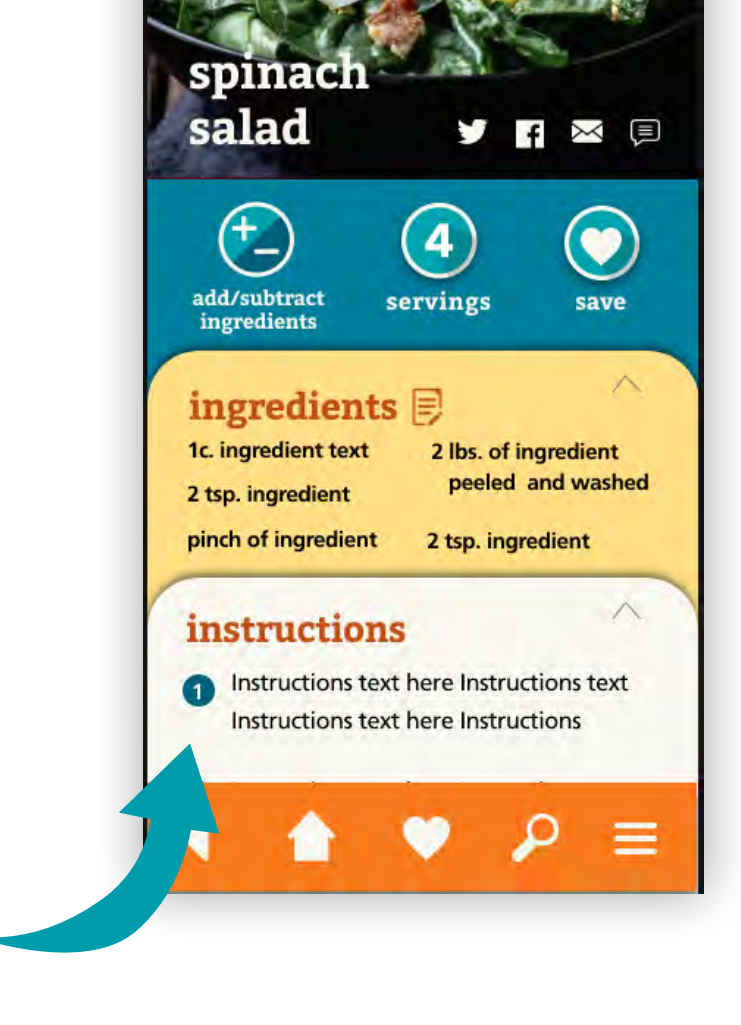 spinach
salad
add/subtract
ingredients
4
servings
save
ingredients
1c. ingredient text
2 tsp. ingredient
pinch of ingredient
2 lbs. of ingredient
peeled and washed
2 tsp. ingredient
instructions
1
Instructions text here Instructions text
Instructions text here Instructions